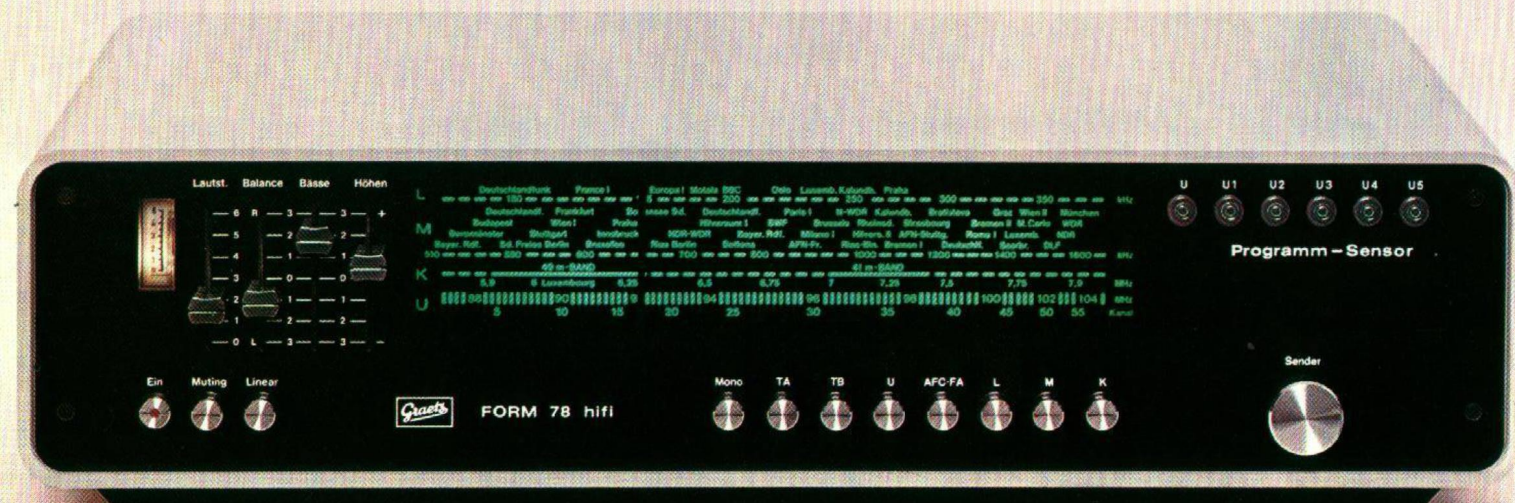 Lautst. Balance Bässe Höhen
6 R 3 3 +
5 2 2
4 1 1
3 0 0
2 1 1
1 2 2
0 L 3 3 -
L Deutschlandfunk France I Europa I Motala BBC Oslo Luxemb. Kalundb. Praha
150 200 250 300 350 kHz
Deutschlandf. Frankfurt Sd. Deutschlandf. Paris I M-WDR Kalundb. Bratislava Graz Wien II München
M Budapest Wien I Praha Hilversum I SWF Brussels Rheinsd. Strasbourg Bremen II M. Carlo WDR
Beromünster Stuttgart Innsbruck NDR-WDR Bayer. Rdf. Milano Hilvers. II AFN-Stuttg. Roma I Luxemb. NDR
Bayer. Rdf. Sd. Freies Berlin Rias Berlin AFN-Fr. Rias-Bln. Bremen I Deutschlf. Saarbr. DLF
510 600 700 800 1000 1200 1400 1600 kHz
49 m-BAND 41 m-BAND
K
5,9 6 Luxembourg 6,25 6,5 6,75 7 7,25 7,5 7,75 7,9 MHz
U 88 90 94 96 98 100 102 104 MHz
5 10 15 20 25 30 35 40 45 50 55 Kanal
U U1 U2 U3 U4 U5
Programm-Sensor
Sender
Ein Muting Linear
Graetz FORM 78 hifi
Mono TA TB U AFC-FA L M K